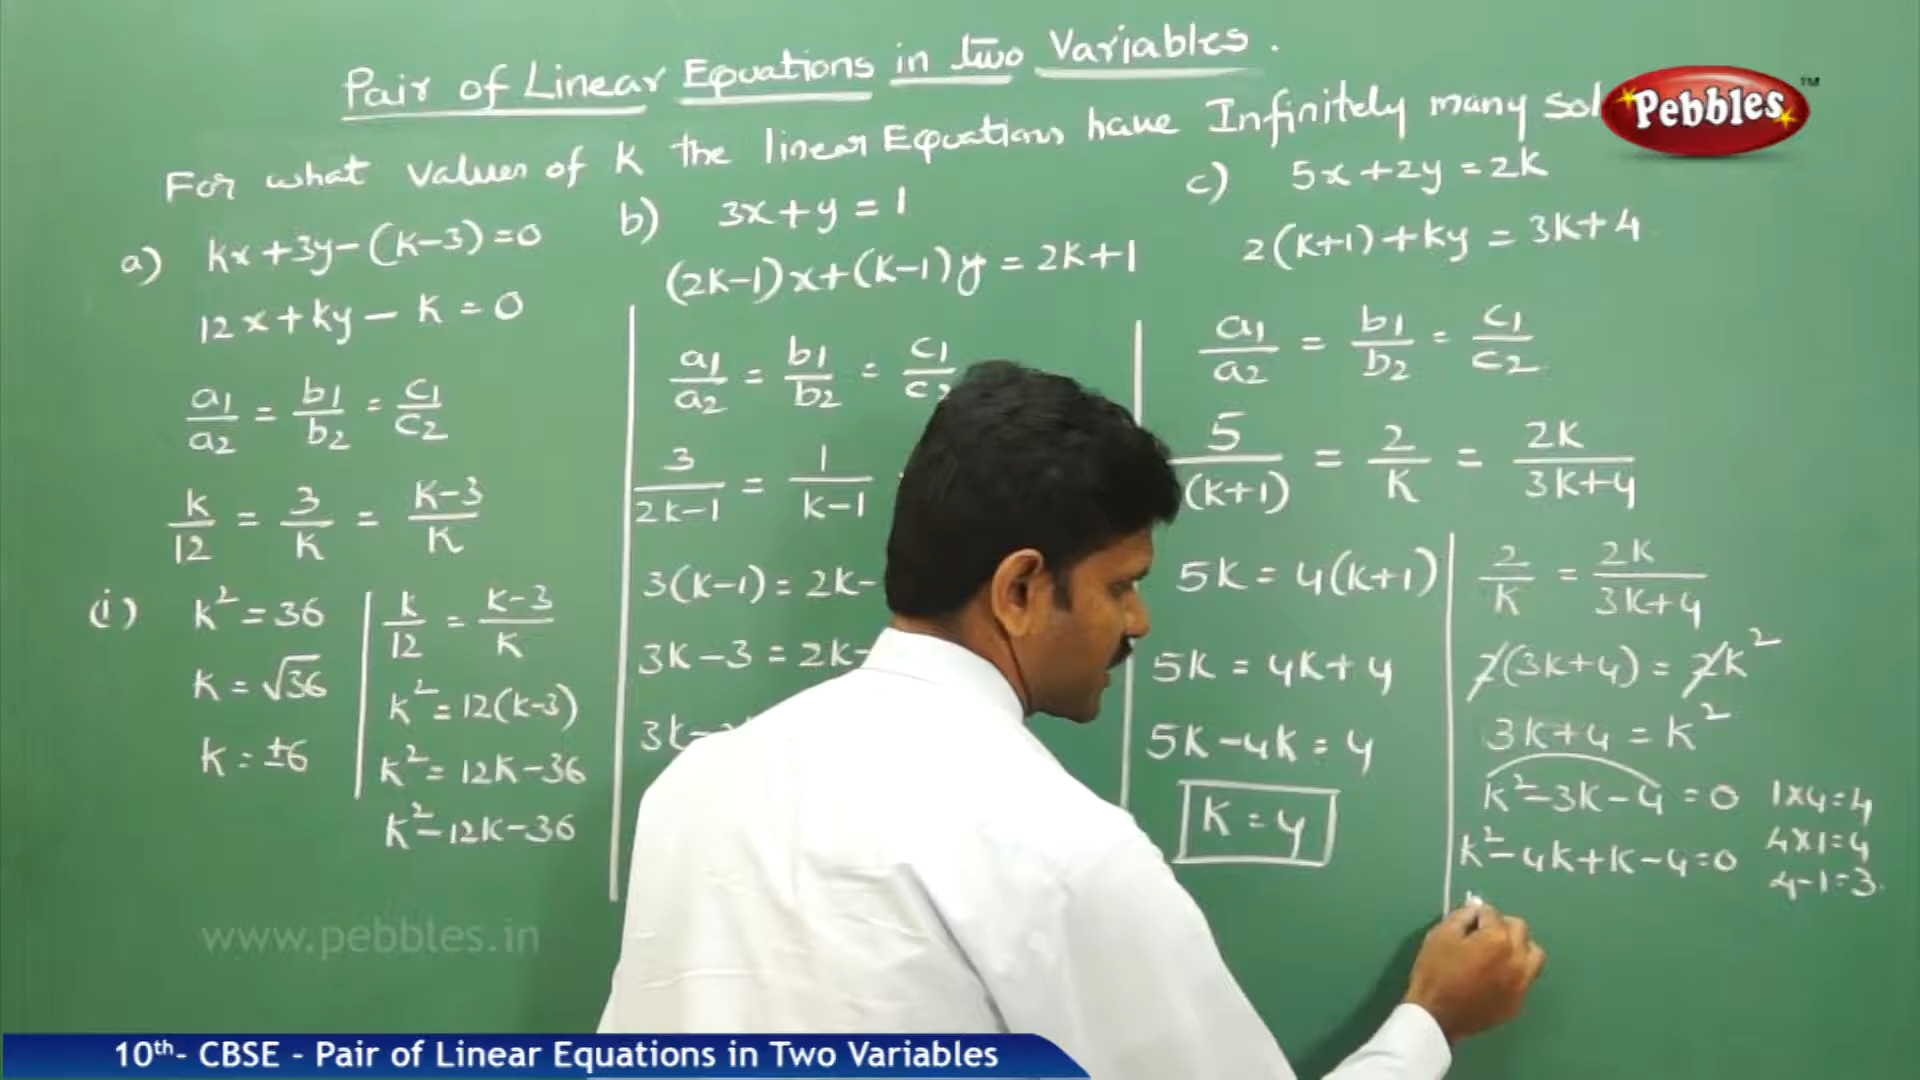 Pair of Linear Equations in two Variables.
For what values of K the linear Equations have Infinitely many Sol
Pebbles™
a) kx+3y-(k-3)=0
12x+ky-k=0
a1/a2 = b1/b2 = c1/c2
k/12 = 3/k = k-3/k
(i) k²=36
k=√36
k=±6
k/12 = k-3/k
k²=12(k-3)
k²=12k-36
k²-12k-36
b) 3x+y=1
(2k-1)x+(k-1)y=2k+1
a1/a2 = b1/b2 = c1/c2
3/2k-1 = 1/k-1
3(k-1)=2k-
3k-3=2k-
3k-
c) 5x+2y=2k
2(k+1)+ky=3k+4
a1/a2 = b1/b2 = c1/c2
5/(k+1) = 2/k = 2k/3k+4
5k=4(k+1)
5k=4k+4
5k-4k=4
k=4
2/k = 2k/3k+4
2(3k+4)=2k²
3k+4=k²
k²-3k-4=0
k²-4k+k-4=0
1x4=4
4x1=4
4-1=3.
www.pebbles.in
10th- CBSE - Pair of Linear Equations in Two Variables